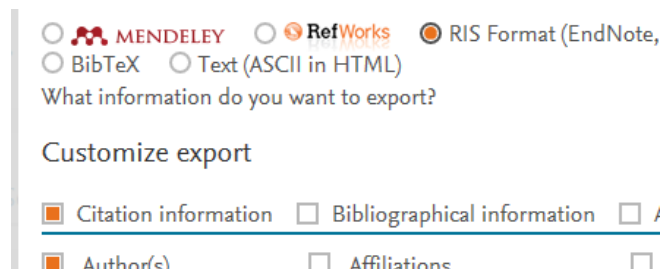 MENDELEY RefWorks RIS Format (EndNote,
BibTeX Text (ASCII in HTML)
What information do you want to export?
Customize export
Citation information Bibliographical information A
Author(s) Affiliations